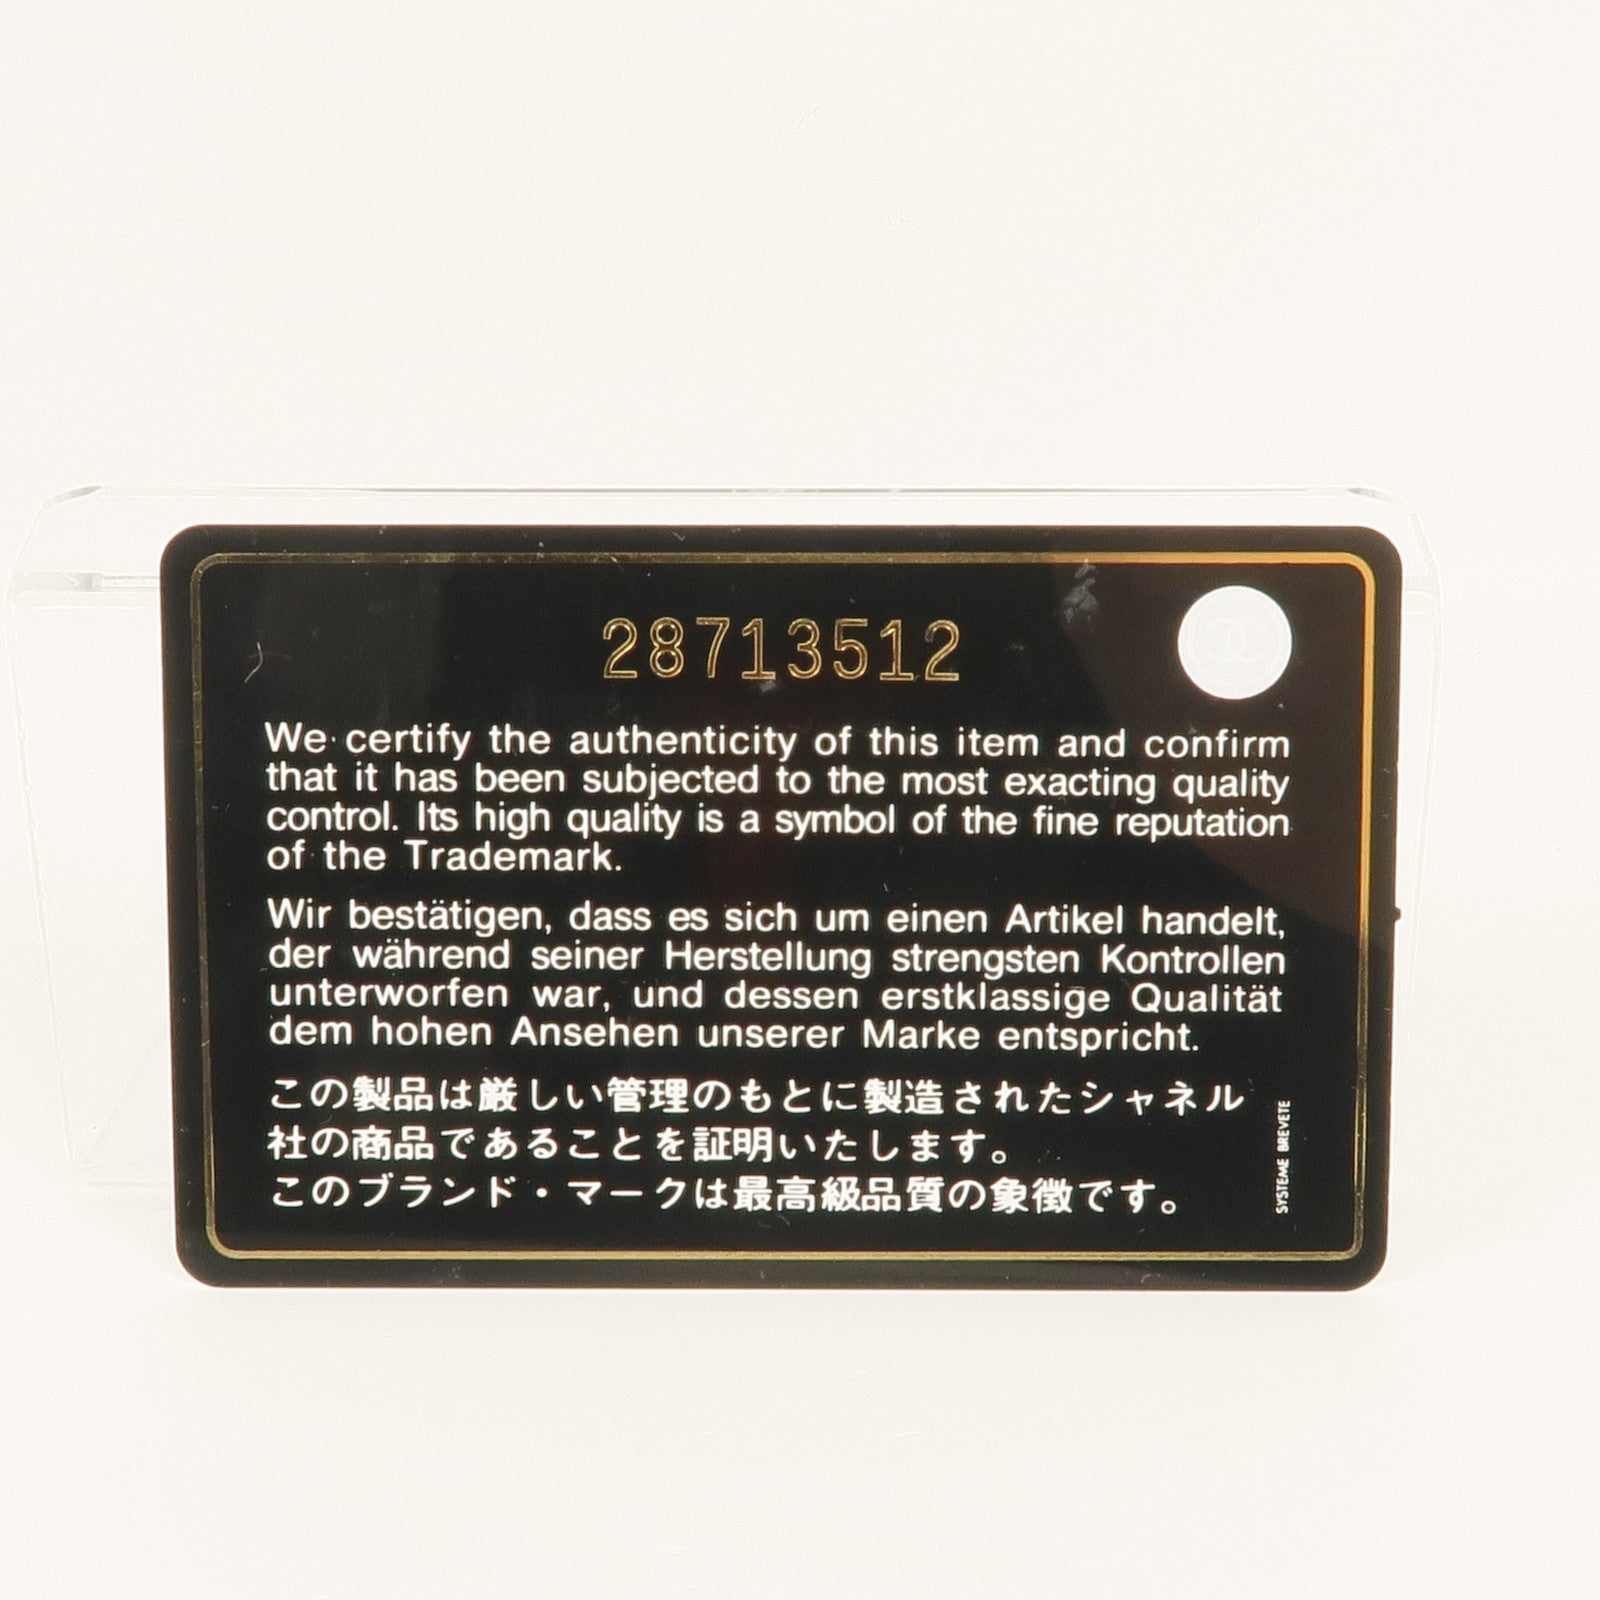 28713512
We certify the authenticity of this item and confirm
that it has been subjected to the most exacting quality
control. Its high quality is a symbol of the fine reputation
of the Trademark.
Wir bestätigen, dass es sich um einen Artikel handelt,
der während seiner Herstellung strengsten Kontrollen
unterworfen war, und dessen erstklassige Qualität
dem hohen Ansehen unserer Marke entspricht.
この製品は厳しい管理のもとに製造されたシャネル
社の商品であることを証明いたします。
このブランド・マークは最高級品質の象徴です。
SYSTEME BREVETE